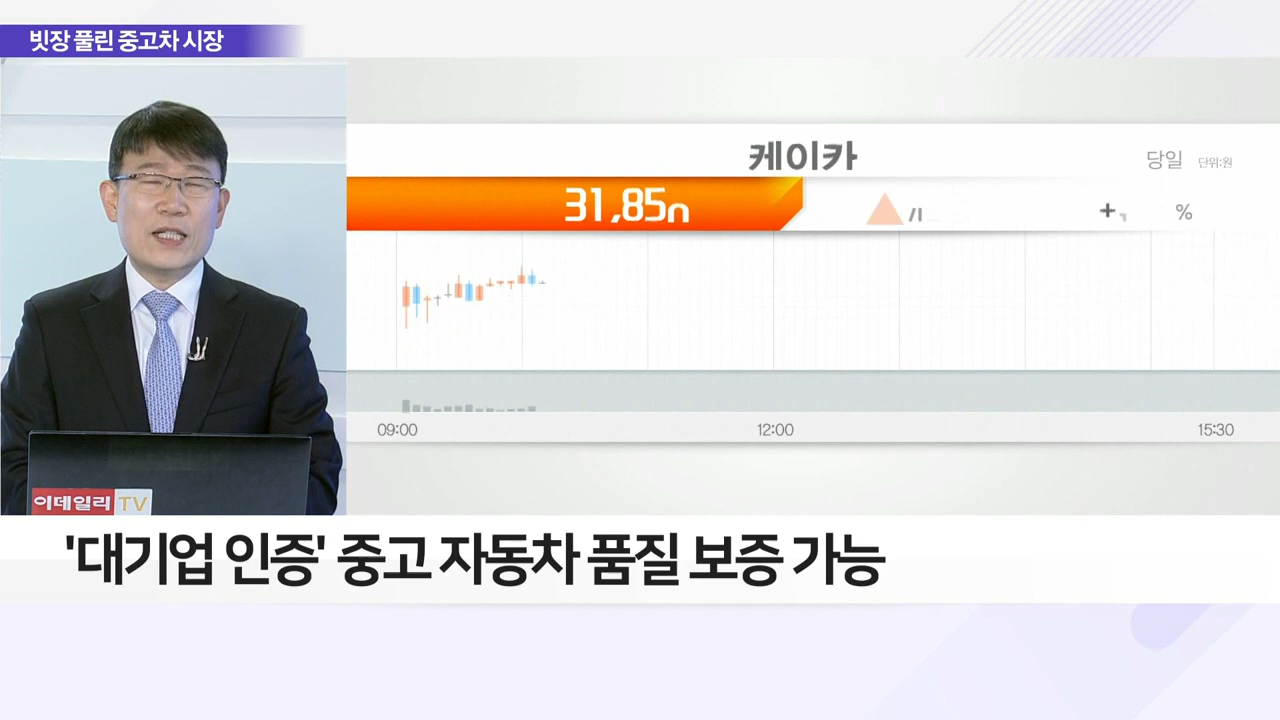 빗장 풀린 중고차 시장
케이카
당일 단위:원
%
09:00 12:00 15:30
이데일리 TV
'대기업 인증' 중고 자동차 품질 보증 가능